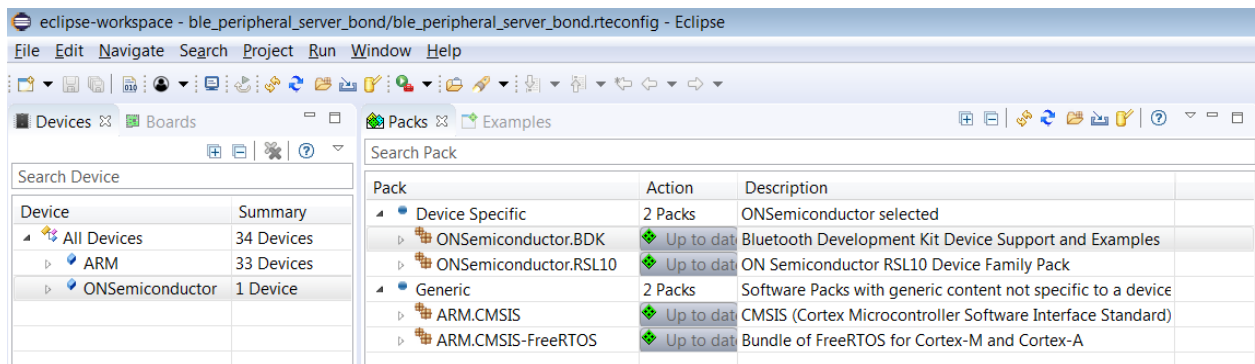 eclipse-workspace - ble_peripheral_server_bond/ble_peripheral_server_bond.rteconfig - Eclipse
File Edit Navigate Search Project Run Window Help
Devices Boards
Search Device
Device Summary
All Devices 34 Devices
ARM 33 Devices
ONSemiconductor 1 Device
Packs Examples
Search Pack
Pack Action Description
Device Specific 2 Packs ONSemiconductor selected
ONSemiconductor.BDK Up to dat Bluetooth Development Kit Device Support and Examples
ONSemiconductor.RSL10 Up to dat ON Semiconductor RSL10 Device Family Pack
Generic 2 Packs Software Packs with generic content not specific to a device
ARM.CMSIS Up to dat CMSIS (Cortex Microcontroller Software Interface Standard)
ARM.CMSIS-FreeRTOS Up to dat Bundle of FreeRTOS for Cortex-M and Cortex-A